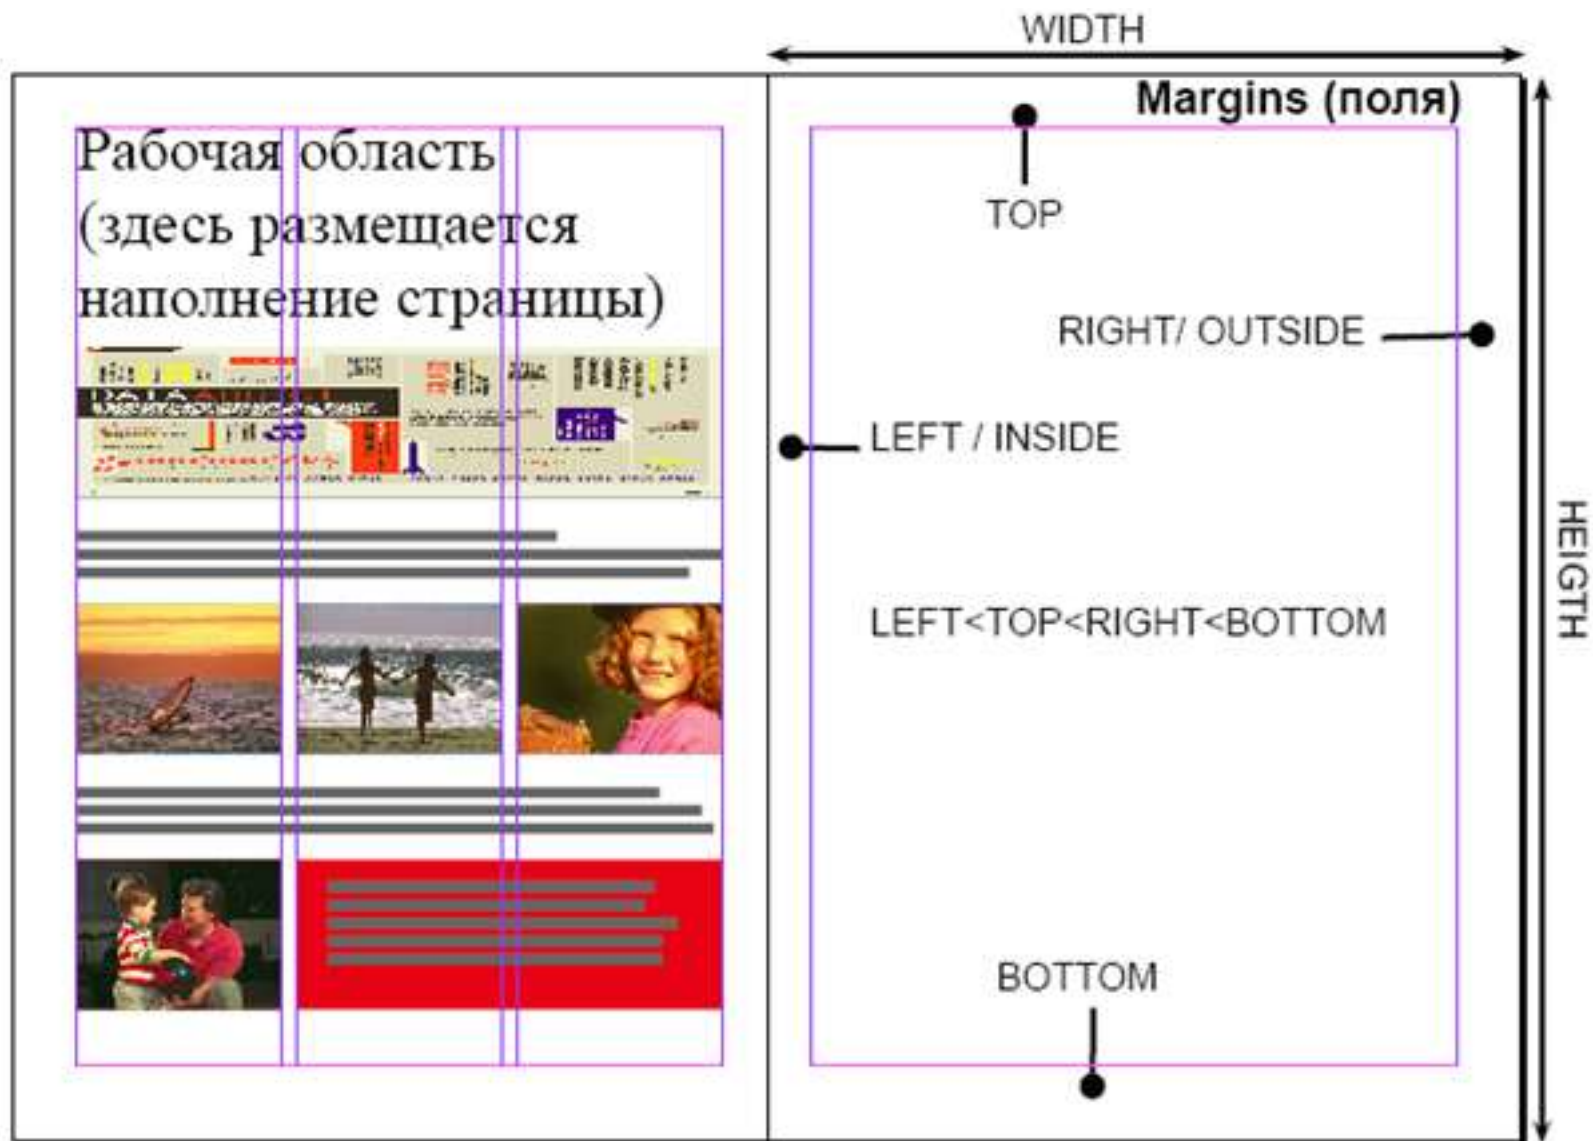 WIDTH
Margins (поля)
Рабочая область
(здесь размещается
наполнение страницы)
TOP
RIGHT/ OUTSIDE
LEFT / INSIDE
HEIGTH
LEFT<TOP<RIGHT<BOTTOM
BOTTOM